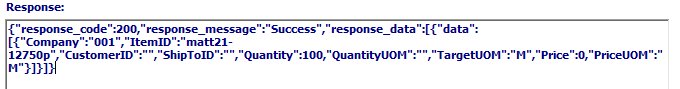 Response:
{"response_code":200,"response_message":"Success","response_data":[{"data":
[{"Company":"001","ItemID":"matt21-
12750p","CustomerID":"","ShipToID":"","Quantity":100,"QuantityUOM":"","TargetUOM":"M","Price":0,"PriceUOM":"
M"}]}]}